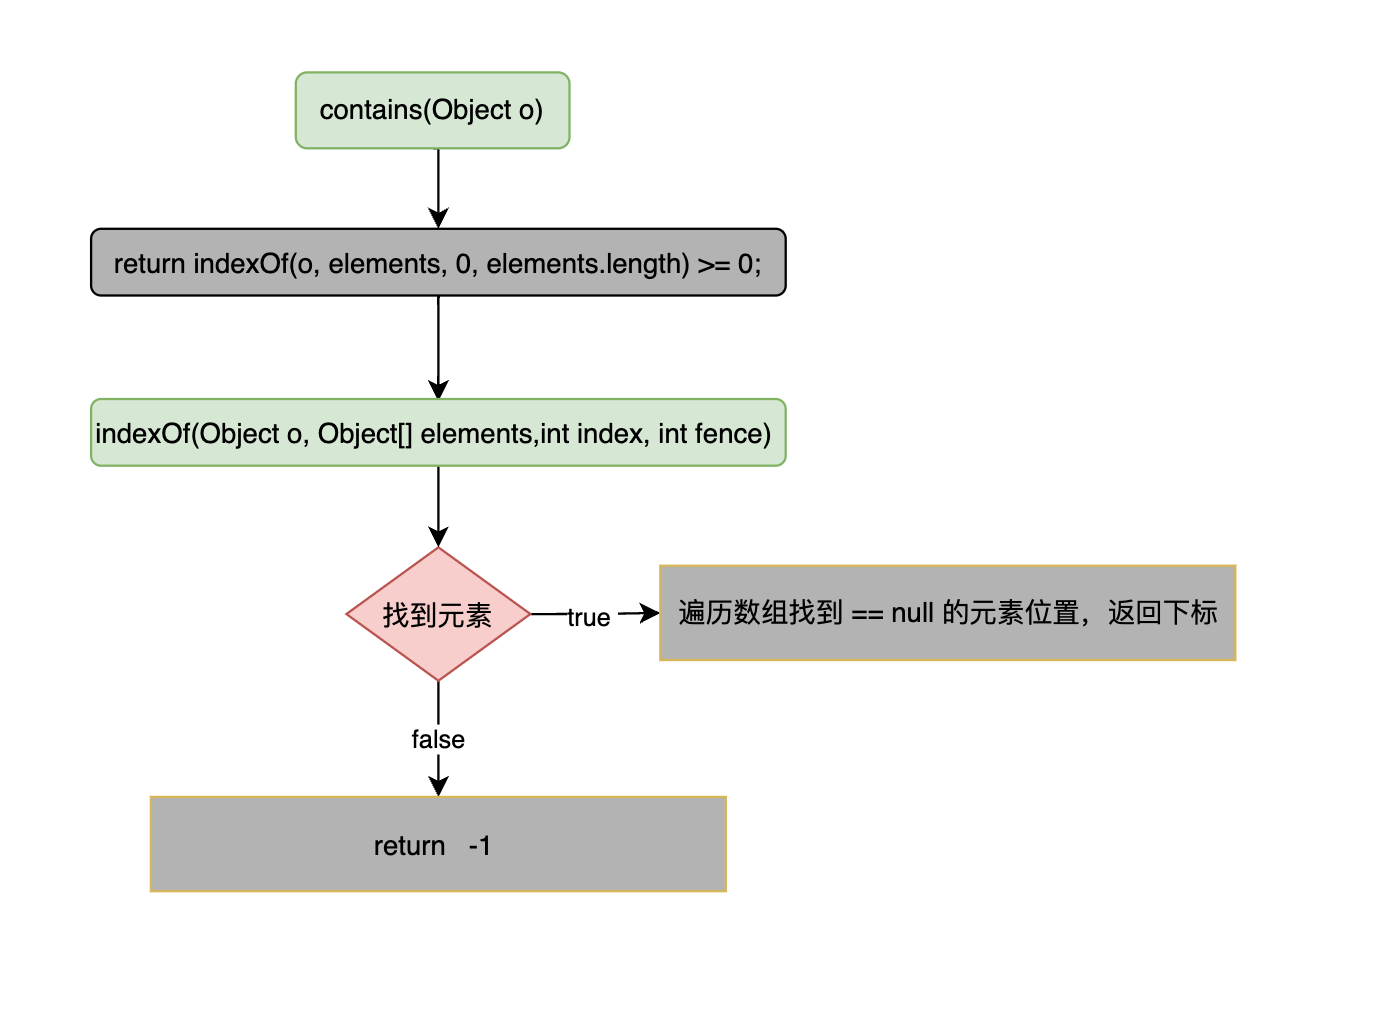 contains(Object o)
return indexOf(o, elements, 0, elements.length) >= 0;
indexOf(Object o, Object[] elements,int index, int fence)
找到元素
true
遍历数组找到 == null 的元素位置，返回下标
false
return   -1